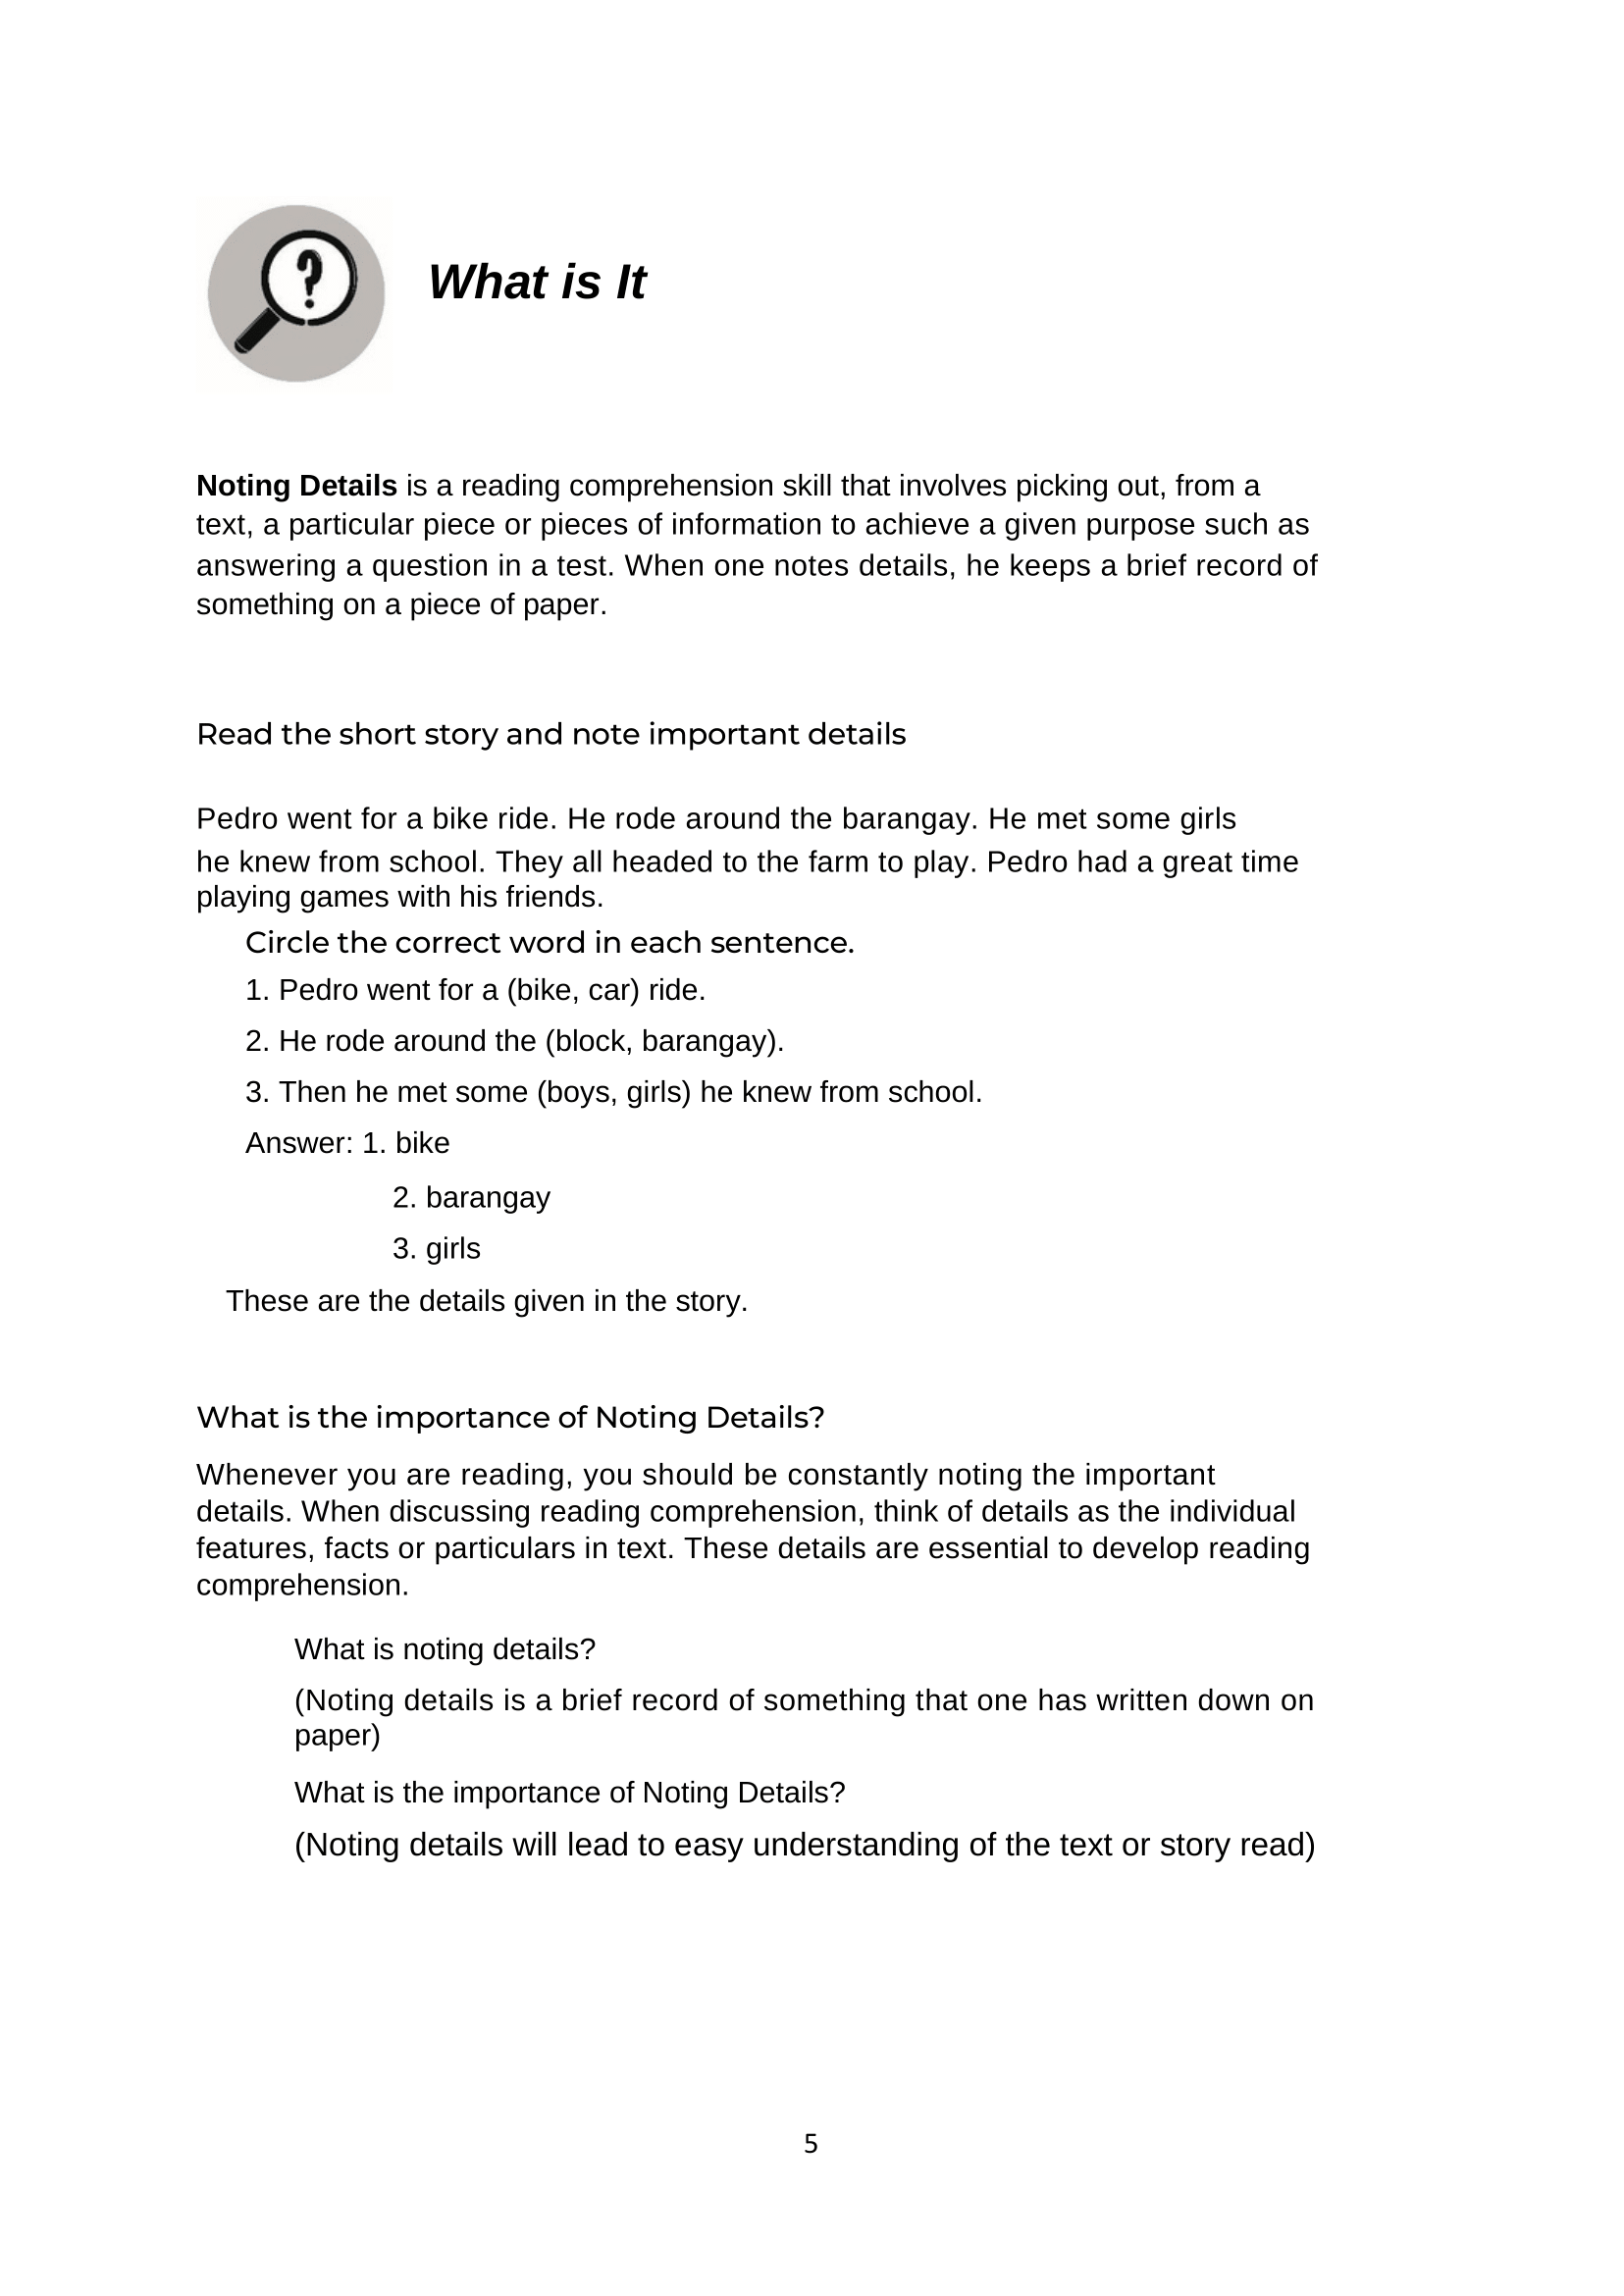 ?
What is It
Noting Details is a reading comprehension skill that involves picking out, from a
text, a particular piece or pieces of information to achieve a given purpose such as
answering a question in a test. When one notes details, he keeps a brief record of
something on a piece of paper.
Read the short story and note important details
Pedro went for a bike ride. He rode around the barangay. He met some girls
he knew from school. They all headed to the farm to play. Pedro had a great time
playing games with his friends.
Circle the correct word in each sentence.
1. Pedro went for a (bike, car) ride.
2. He rode around the (block, barangay).
3. Then he met some (boys, girls) he knew from school.
Answer: 1. bike
2. barangay
3. girls
These are the details given in the story.
What is the importance of Noting Details?
Whenever you are reading, you should be constantly noting the important
details. When discussing reading comprehension, think of details as the individual
features, facts or particulars in text. These details are essential to develop reading
comprehension.
What is noting details?
(Noting details is a brief record of something that one has written down on
paper)
What is the importance of Noting Details?
(Noting details will lead to easy understanding of the text or story read)
5